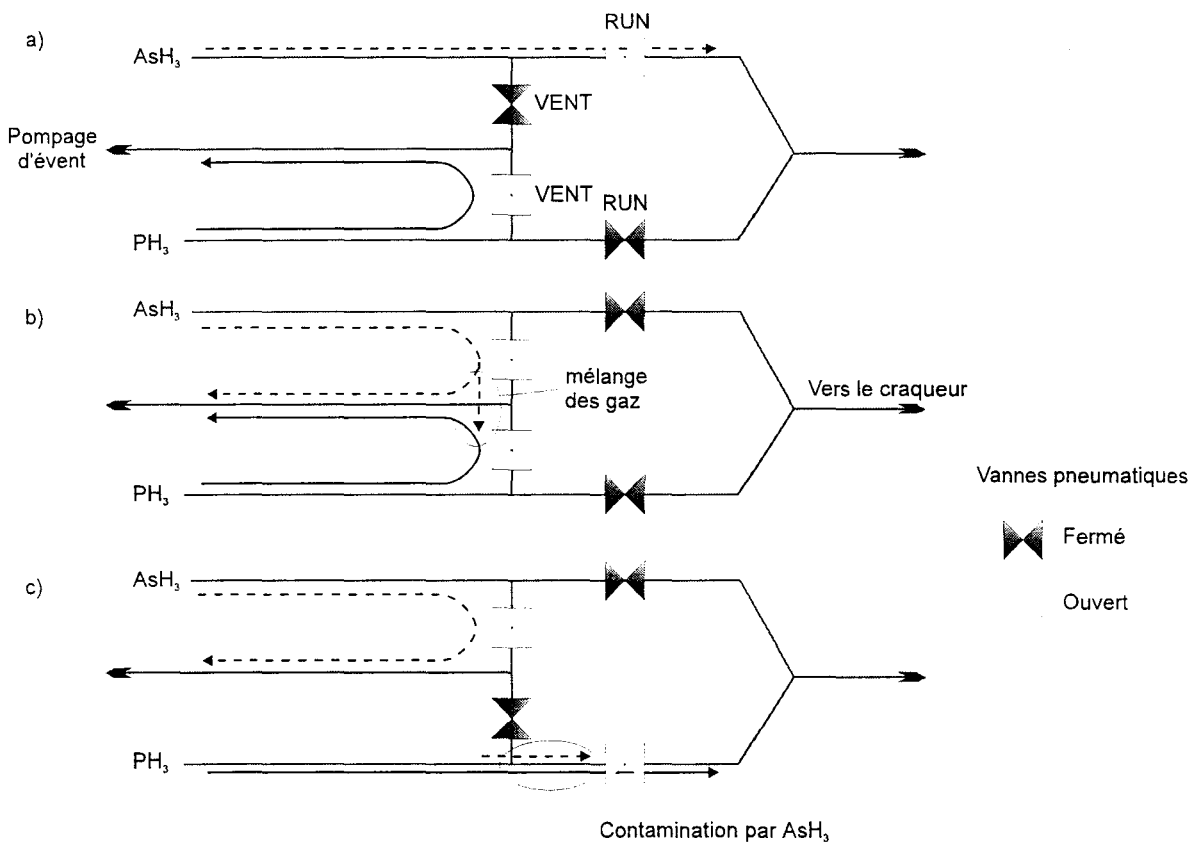 a)
AsH₃
RUN
VENT
Pompage
d'évent
VENT
RUN
PH₃
b)
AsH₃
mélange
des gaz
Vers le craqueur
PH₃
Vannes pneumatiques
Fermé
Ouvert
c)
AsH₃
PH₃
Contamination par AsH₃